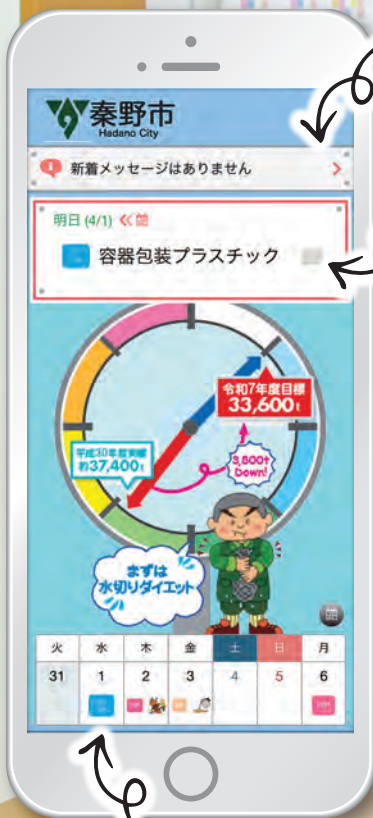 秦野市
Hadano City
新着メッセージはありません
明日 (4/1)
容器包装プラスチック
令和7年度目標
33,600t
平成30年度実績
約37,400t
3,800t
Down!
まずは
水切りダイエット
火 水 木 金 土 日 月
31 1 2 3 4 5 6